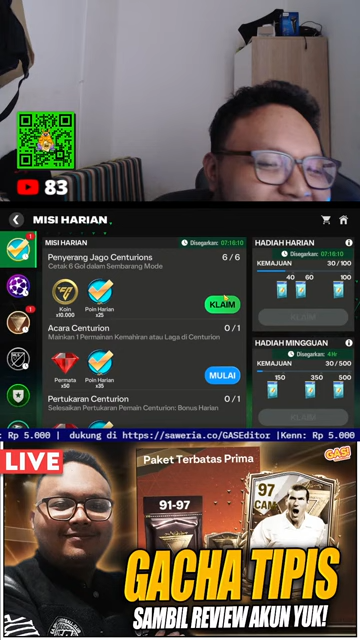 83
MISI HARIAN
MISI HARIAN
Disegarkan: 07:16:10
Penyerang Jago Centurions
6/6
Cetak 6 Gol dalam Sembarang Mode
Koin
x10.000
Poin Harian
x25
KLAIM
Acara Centurion
0/1
Mainkan 1 Permainan Kemahiran atau Laga di Centurion
Permata
x50
Poin Harian
x35
MULAI
Pertukaran Centurion
0/1
Selesaikan Pertukaran Pemain Centurion: Bonus Harian
HADIAH HARIAN
Disegarkan: 07:16:10
KEMAJUAN
30 / 100
40
60
100
KLAIM
HADIAH MINGGUAN
KEMAJUAN
30 / 500
150
350
500
: Rp 5.000 | dukung di https://saweria.co/GASEditor |Kenn: Rp 5.000
LIVE
Paket Terbatas Prima
GAS!
91-97
97
CAM
GACHA TIPIS
SAMBIL REVIEW AKUN YUK!